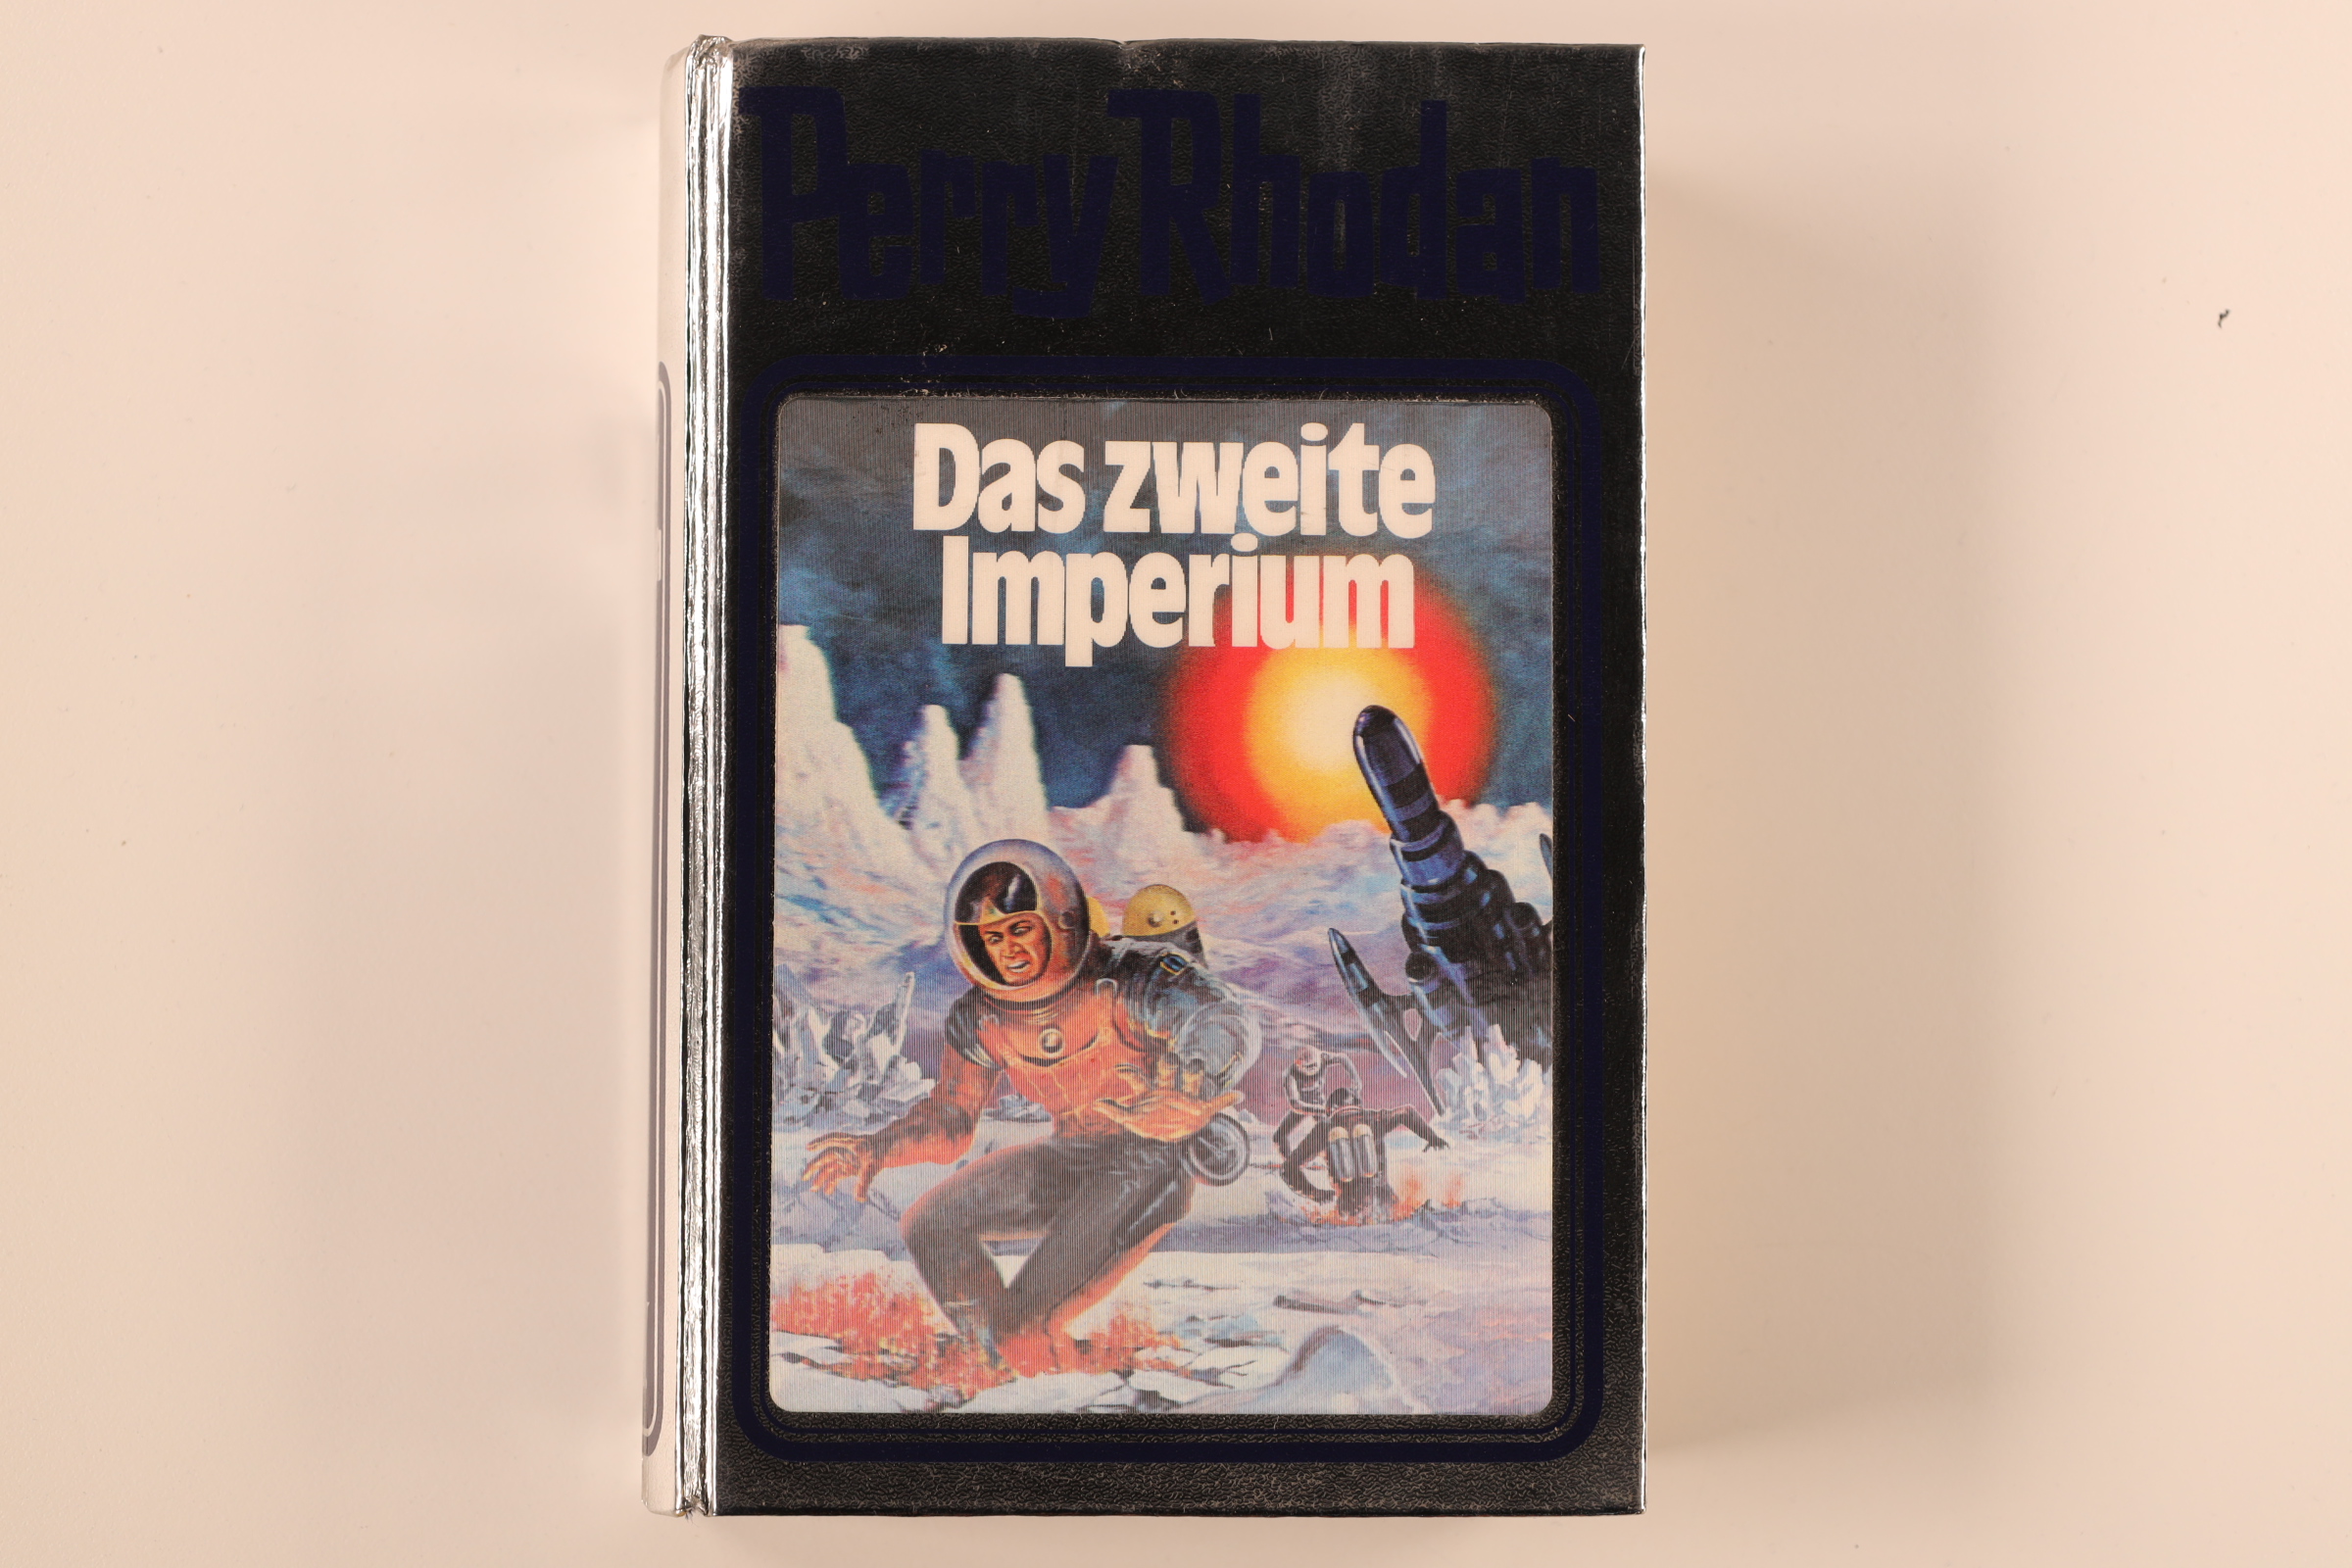 Perry Rhodan
Das zweite
Imperium